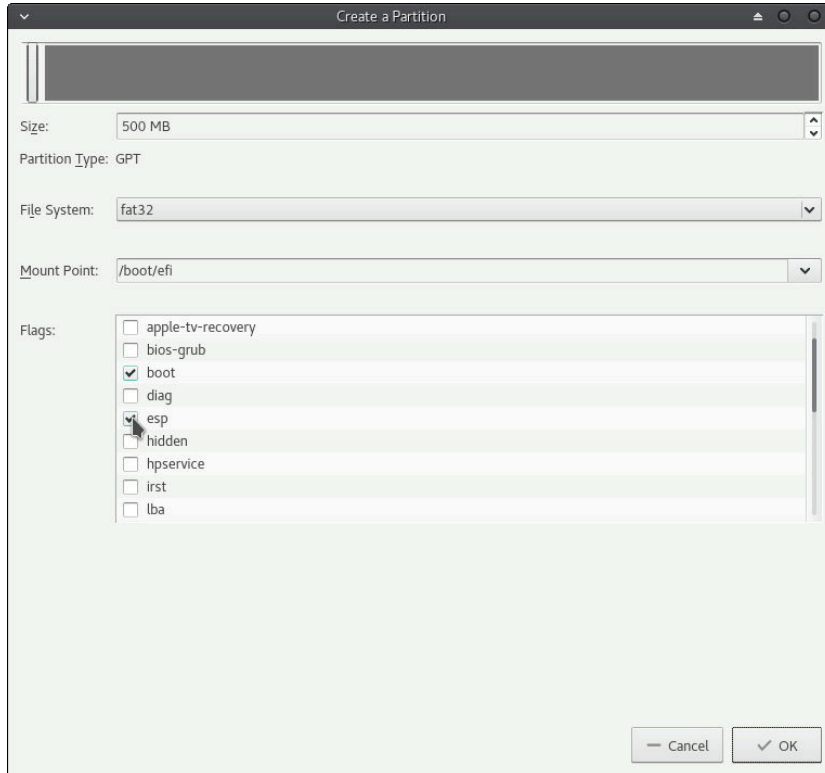 Create a Partition
Size: 500 MB
Partition Type: GPT
File System: fat32
Mount Point: /boot/efi
Flags:
apple-tv-recovery
bios-grub
boot
diag
esp
hidden
hpservice
irst
lba
Cancel OK